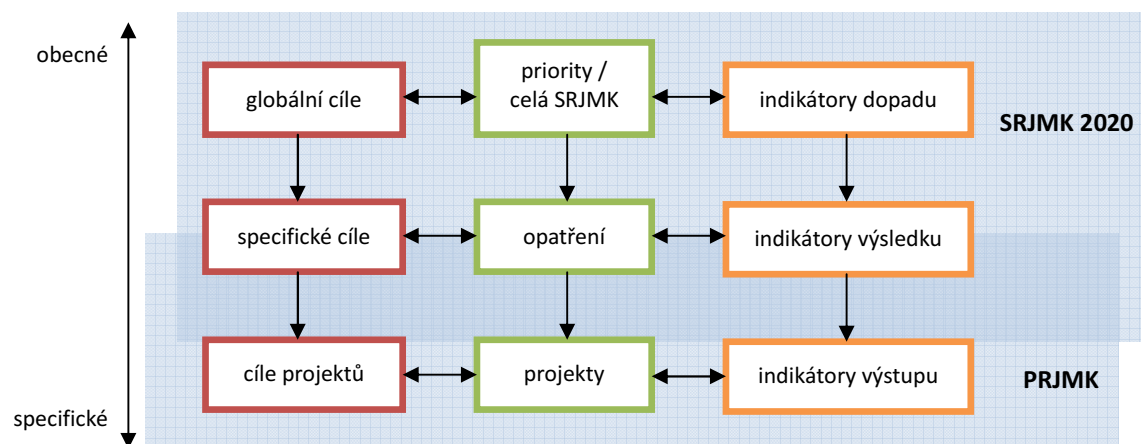 obecné
globální cíle
priority /
celá SRJMK
indikátory dopadu
SRJMK 2020
specifické cíle
opatření
indikátory výsledku
cíle projektů
projekty
indikátory výstupu
PRJMK
specifické